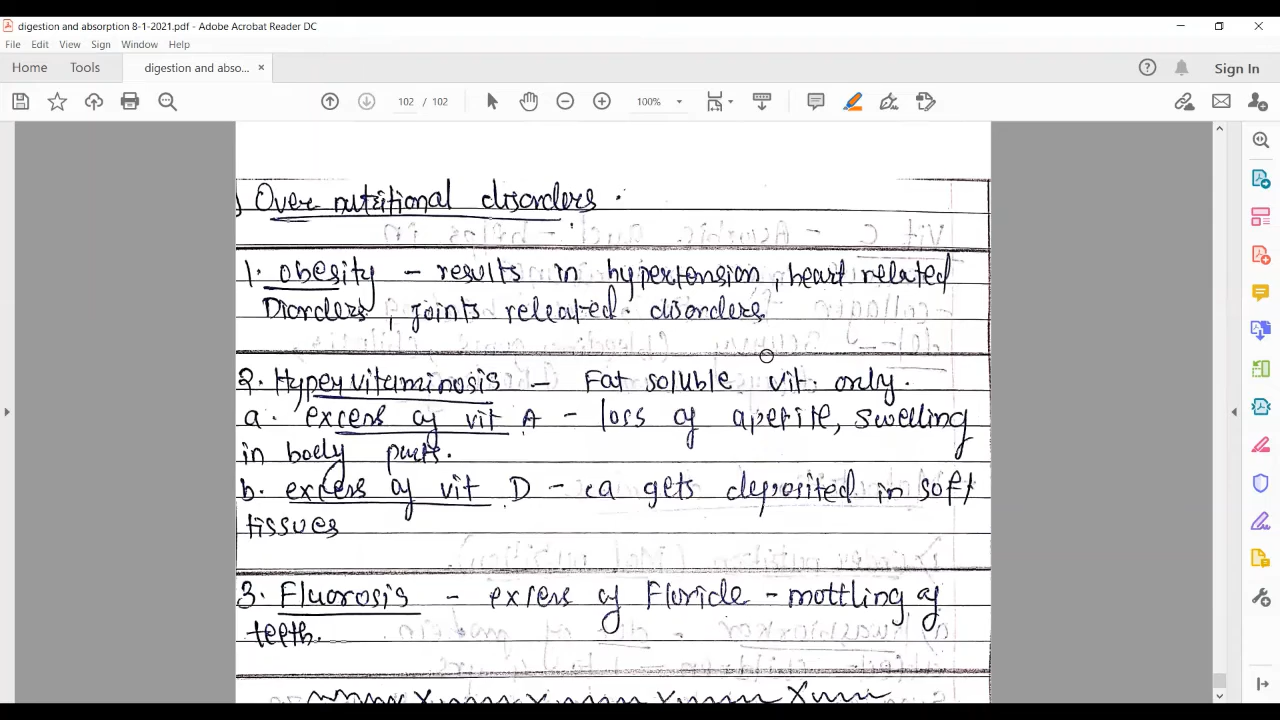 digestion and absorption 8-1-2021.pdf - Adobe Acrobat Reader DC
File Edit View Sign Window Help
Home Tools digestion and abso... × Sign In
102 / 102 100%
) Over nutritional disorders .
1. obesity - results in hypertension, heart related
Diorders, joints releated. disorders.
2. Hypervitaminosis - Fat soluble vit. only.
a. excess of vit A - loss of apetite, swelling
in body parts.
b. excess of vit D - ca gets deposited in soft
tissues
3. Fluorosis - excess of Floride - mottling of
teeth.